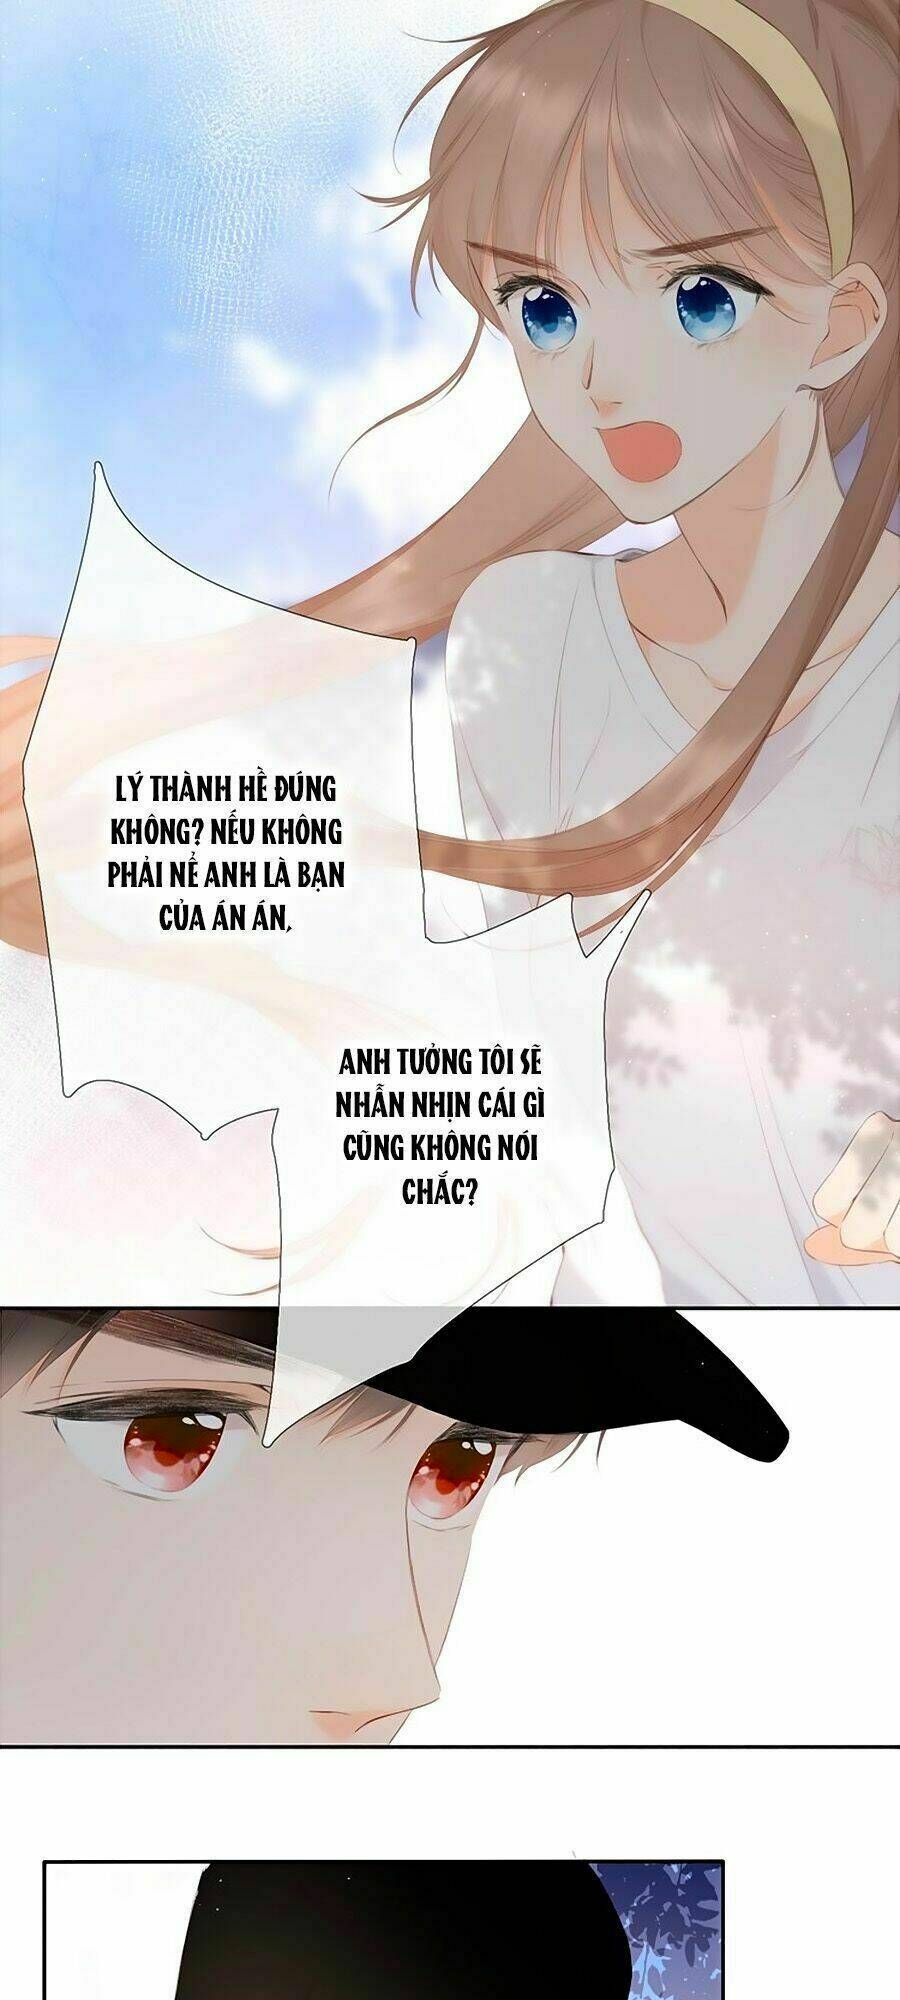 LÝ THÀNH HỀ ĐÚNG
KHÔNG? NẾU KHÔNG
PHẢI NỂ ANH LÀ BẠN
CỦA ÁN ÁN,
ANH TƯỞNG TÔI SẼ
NHẪN NHỊN CÁI GÌ
CŨNG KHÔNG NÓI
CHẮC?